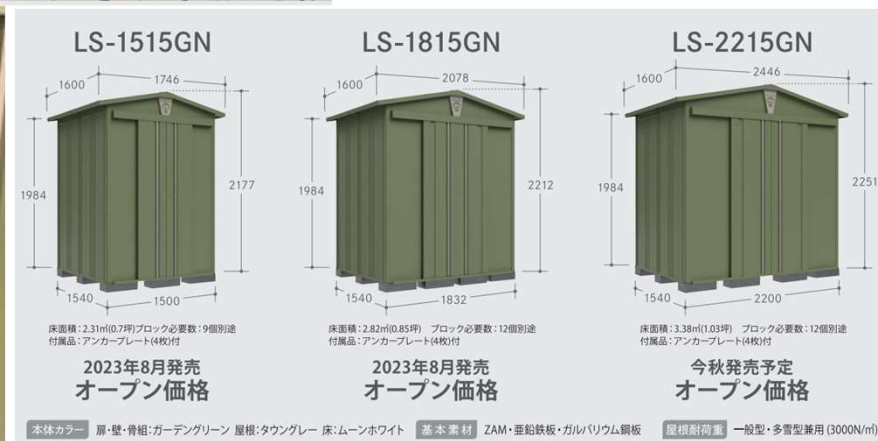 LS-1515GN
1600
1746
1984
2177
1540
1500
床面積:2.31㎡(0.7坪)ブロック必要数:9個別途
付属品:アンカープレート(4枚)付
2023年8月発売
オープン価格
LS-1815GN
1600
2078
1984
2212
1540
1832
床面積:2.82㎡(0.85坪) ブロック必要数:12個別途
付属品:アンカープレート(4枚)付
2023年8月発売
オープン価格
LS-2215GN
1600
2446
1984
2251
1540
2200
床面積:3.38㎡(1.03坪) ブロック必要数:12個別途
付属品:アンカープレート(4枚)付
今秋発売予定
オープン価格
本体カラー 扉・壁・骨組:ガーデングリーン 屋根:タウングレー 床:ムーンホワイト 基本素材 ZAM・亜鉛鉄板・ガルバリウム鋼板 屋根耐荷重 一般型・多雪型兼用 (3000N/㎡)